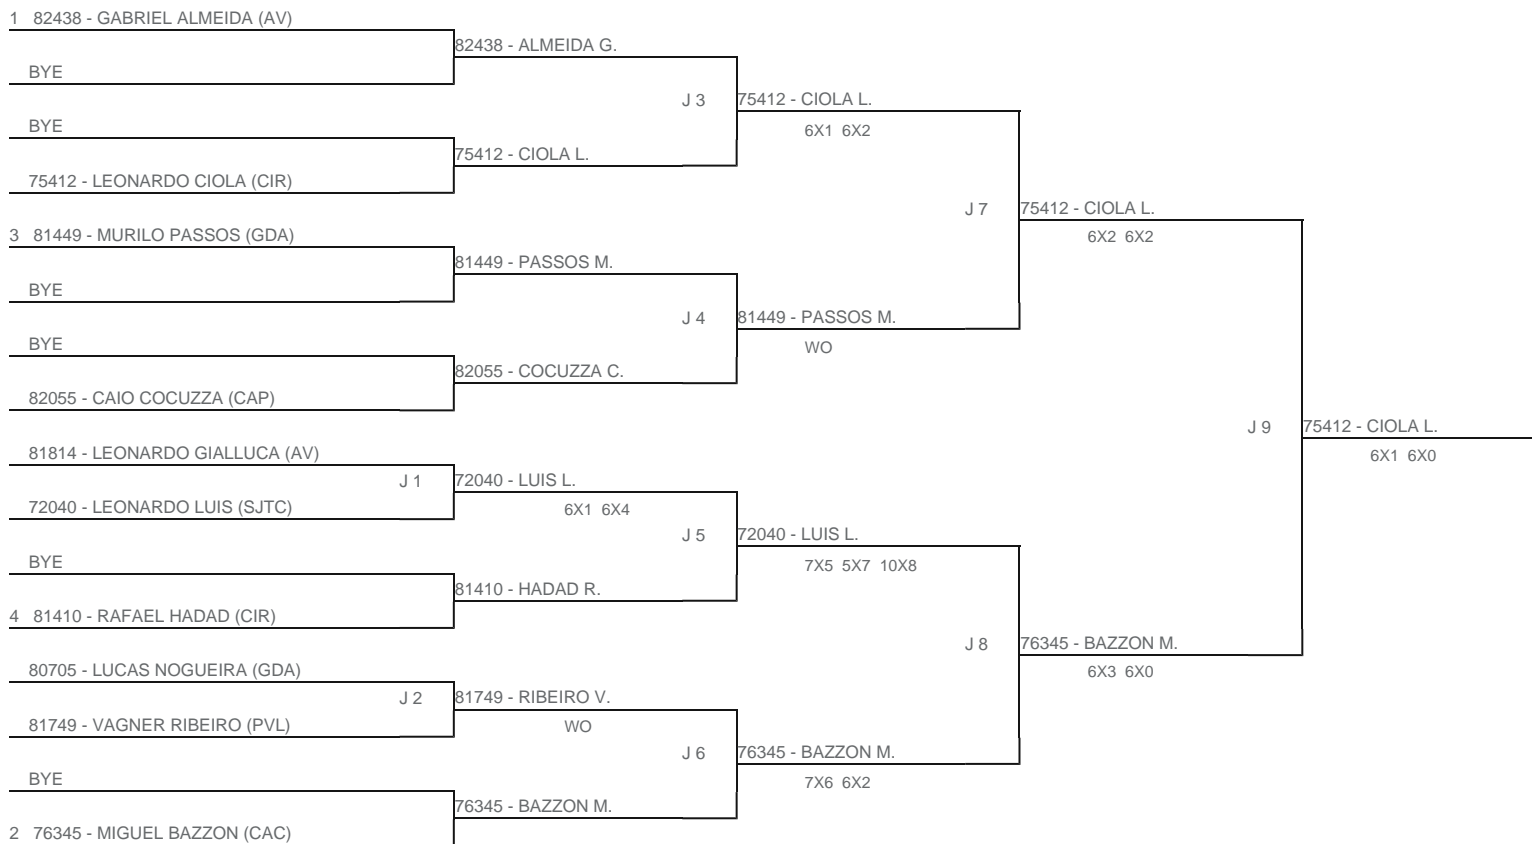 1 82438 - GABRIEL ALMEIDA (AV)
82438 - ALMEIDA G.
BYE
J 3
75412 - CIOLA L.
6X1 6X2
BYE
75412 - CIOLA L.
75412 - LEONARDO CIOLA (CIR)
J 7
75412 - CIOLA L.
6X2 6X2
3 81449 - MURILO PASSOS (GDA)
81449 - PASSOS M.
BYE
J 4
81449 - PASSOS M.
WO
BYE
82055 - COCUZZA C.
82055 - CAIO COCUZZA (CAP)
J 9
75412 - CIOLA L.
6X1 6X0
81814 - LEONARDO GIALLUCA (AV)
J 1
72040 - LUIS L.
6X1 6X4
72040 - LEONARDO LUIS (SJTC)
J 5
72040 - LUIS L.
7X5 5X7 10X8
BYE
81410 - HADAD R.
4 81410 - RAFAEL HADAD (CIR)
J 8
76345 - BAZZON M.
6X3 6X0
80705 - LUCAS NOGUEIRA (GDA)
J 2
81749 - RIBEIRO V.
WO
81749 - VAGNER RIBEIRO (PVL)
J 6
76345 - BAZZON M.
7X6 6X2
BYE
76345 - BAZZON M.
2 76345 - MIGUEL BAZZON (CAC)